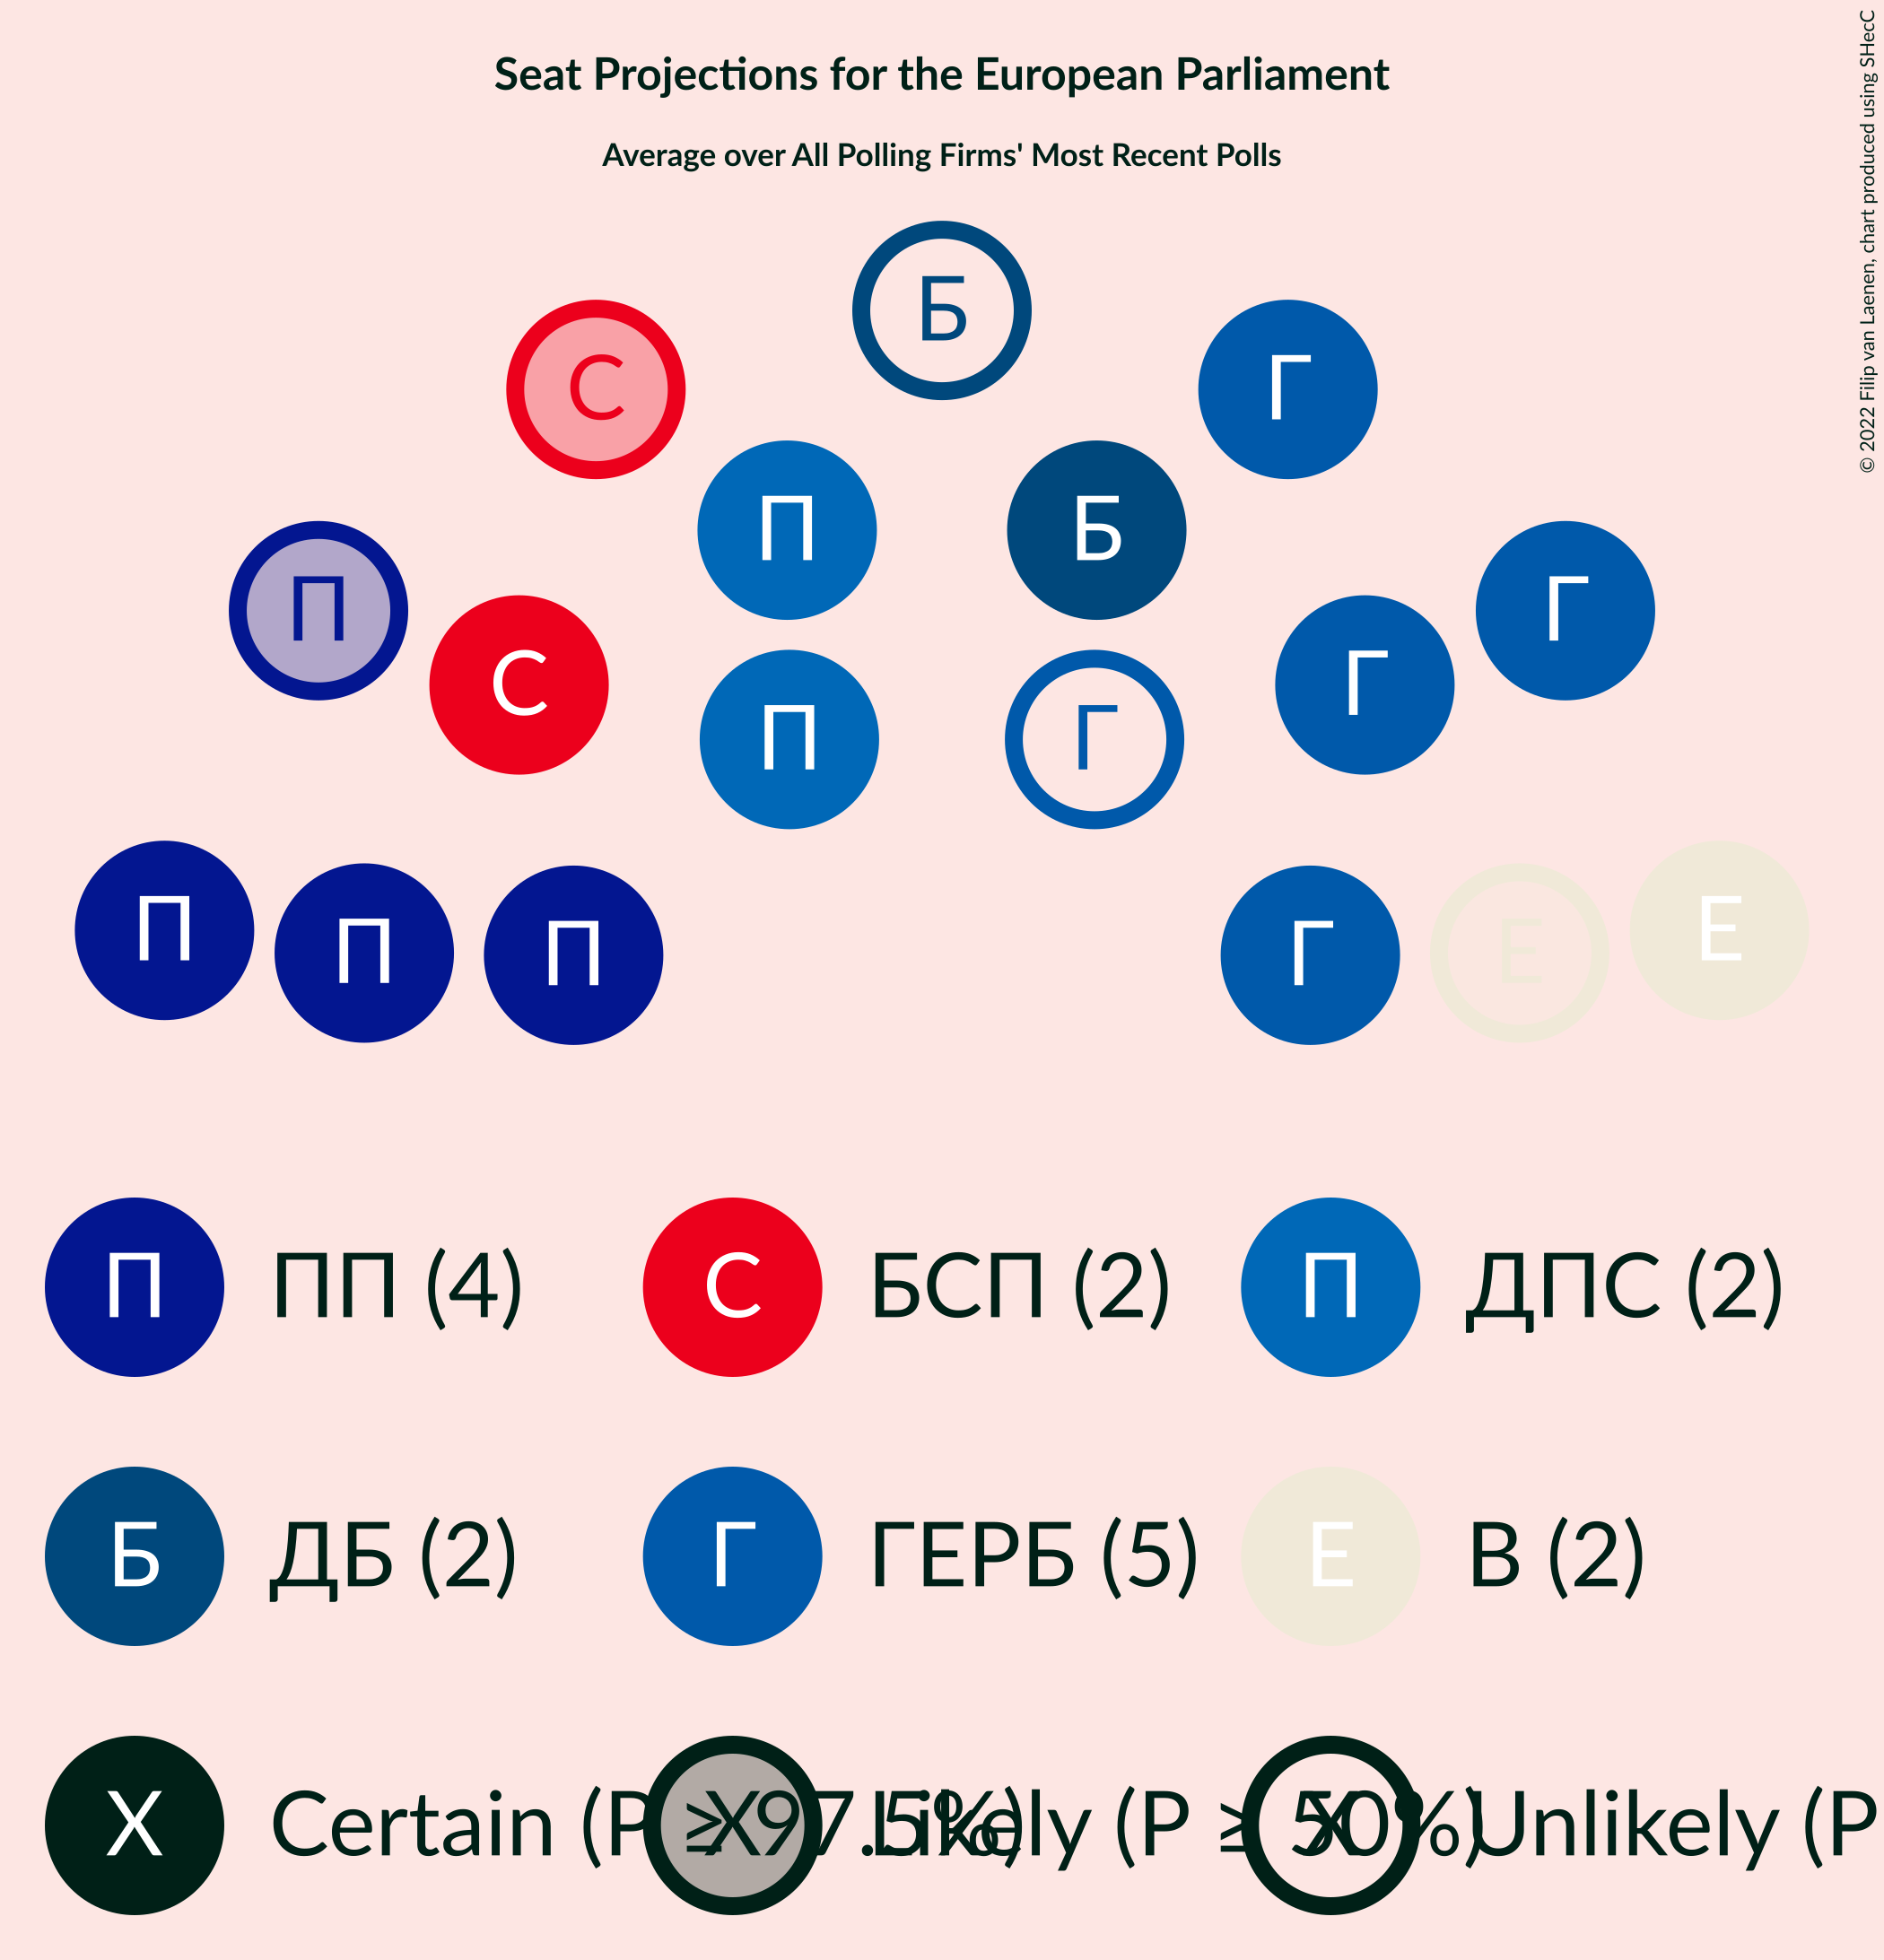 Seat Projections for the European Parliament
Average over All Polling Firms' Most Recent Polls
© 2022 Filip van Laenen, chart produced using SHecC
Б
С
Г
П
Б
П
Г
С
Г
П
Г
П
Е
П
П
Г
Е
П
ПП (4)
С
БСП (2)
П
ДПС (2)
Б
ДБ (2)
Г
ГЕРБ (5)
Е
В (2)
X
Certain (P ≥ 97.5%)
X
Likely (P ≥ 50%)
X
Unlikely (P